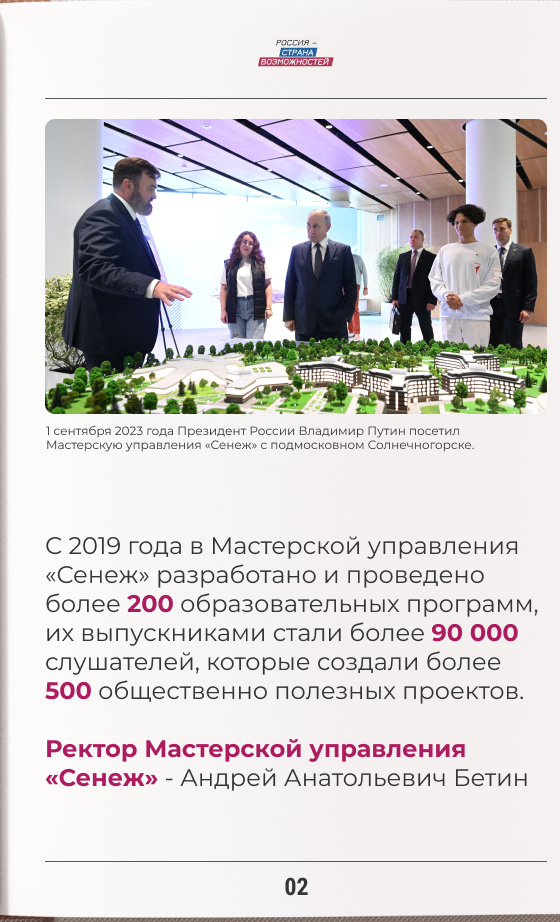 РОССИЯ –
СТРАНА
ВОЗМОЖНОСТЕЙ
1 сентября 2023 года Президент России Владимир Путин посетил
Мастерскую управления «Сенеж» с подмосковном Солнечногорске.
С 2019 года в Мастерской управления
«Сенеж» разработано и проведено
более 200 образовательных программ,
их выпускниками стали более 90 000
слушателей, которые создали более
500 общественно полезных проектов.
Ректор Мастерской управления
«Сенеж» - Андрей Анатольевич Бетин
02